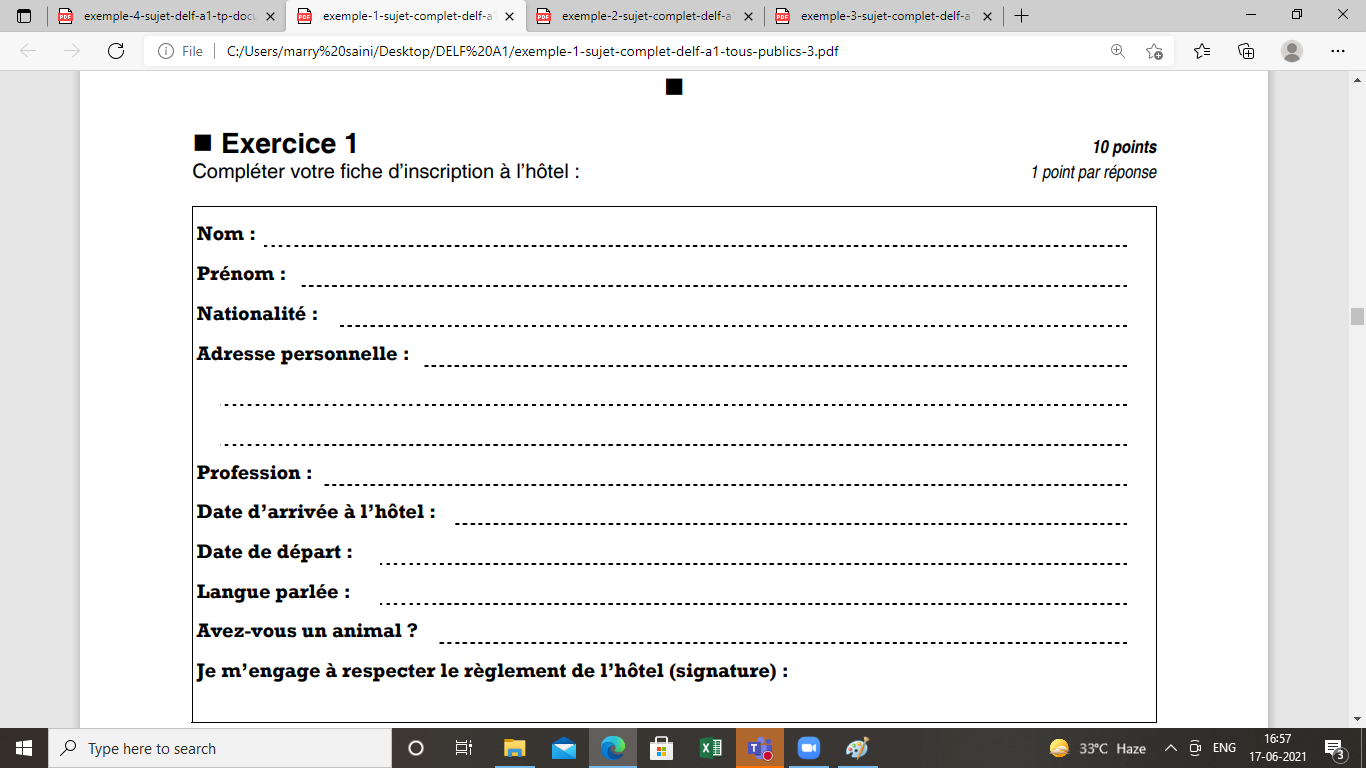 exemple-4-sujet-delf-a1-tp-docu
exemple-1-sujet-complet-delf-a1
exemple-2-sujet-complet-delf-a1
exemple-3-sujet-complet-delf-a1
File
C:/Users/marry%20saini/Desktop/DELF%20A1/exemple-1-sujet-complet-delf-a1-tous-publics-3.pdf
Exercice 1
10 points
Compléter votre fiche d'inscription à l'hôtel :
1 point par réponse
Nom :
Prénom :
Nationalité :
Adresse personnelle :
Profession :
Date d'arrivée à l'hôtel :
Date de départ :
Langue parlée :
Avez-vous un animal ?
Je m'engage à respecter le règlement de l'hôtel (signature) :
Type here to search
33°C Haze
ENG
16:57
17-06-2021
3